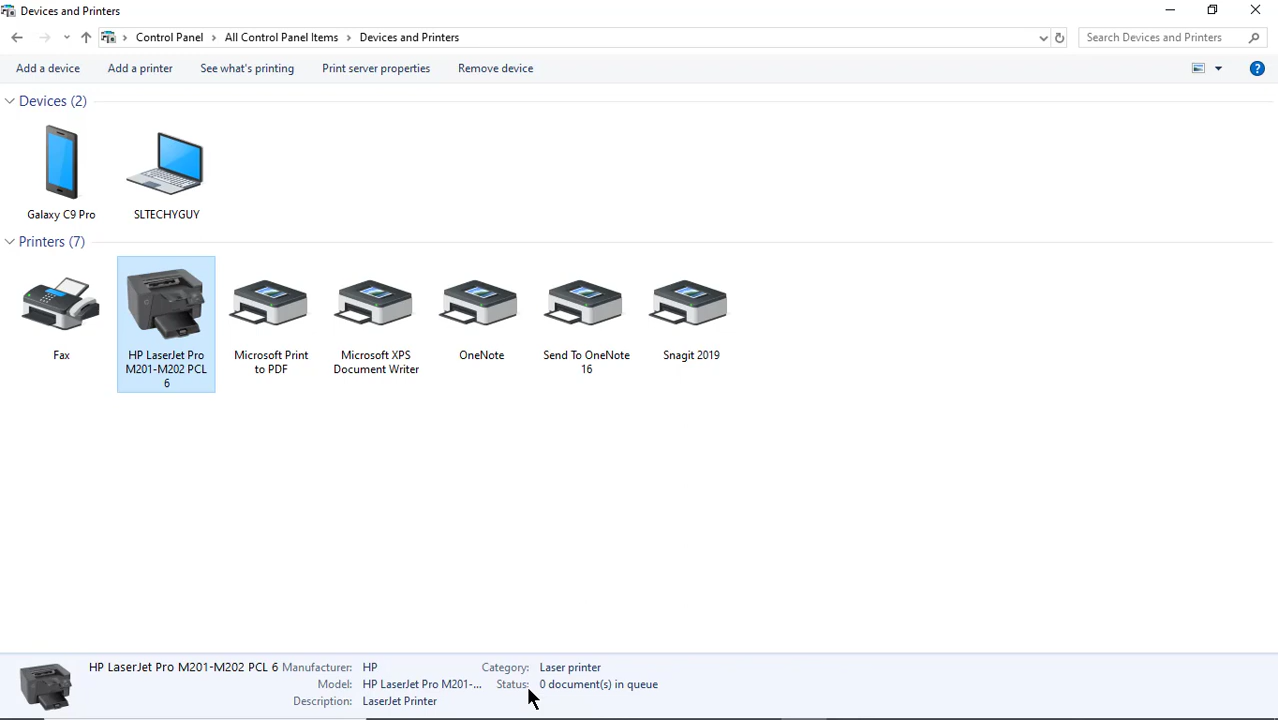 Devices and Printers
Control Panel > All Control Panel Items > Devices and Printers
Search Devices and Printers
Add a device Add a printer See what's printing Print server properties Remove device
Devices (2)
Galaxy C9 Pro
SLTECHYGUY
Printers (7)
Fax
HP LaserJet Pro
M201-M202 PCL
6
Microsoft Print
to PDF
Microsoft XPS
Document Writer
OneNote
Send To OneNote
16
Snagit 2019
HP LaserJet Pro M201-M202 PCL 6 Manufacturer: HP Category: Laser printer
Model: HP LaserJet Pro M201-... Status: 0 document(s) in queue
Description: LaserJet Printer